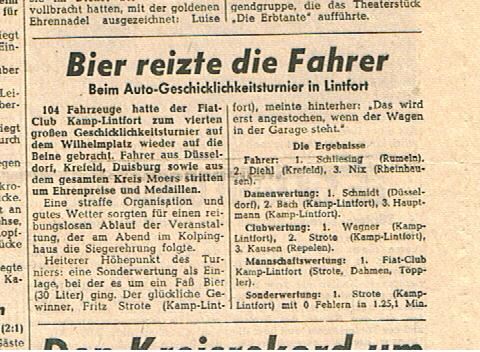 vollbracht hatten, mit der goldenen
Ehrennadel ausgezeichnet: Luise
gendgruppe, die das Theaterstück
„Die Erbtante" aufführte.
Bier reizte die Fahrer
Beim Auto-Geschicklichkeitsturnier in Lintfort
104 Fahrzeuge hatte der Fiat-
Club Kamp-Lintfort zum vierten
großen Geschicklichkeitsturnier auf
dem Wilhelmplatz wieder auf die
Beine gebracht. Fahrer aus Düssel-
dorf, Krefeld, Duisburg sowie aus
dem gesamten Kreis Moers stritten
um Ehrenpreise und Medaillen.
Eine straffe Organisation und
gutes Wetter sorgten für einen rei-
bungslosen Ablauf der Veranstal-
tung, der am Abend im Kolping-
haus die Siegerehrung folgte.
Heiterer Höhepunkt des Tur-
niers: eine Sonderwertung als Ein-
lage, bei der es um ein Faß Bier
(30 Liter) ging. Der glückliche Ge-
winner, Fritz Strote (Kamp-Lint-
fort), meinte hinterher: „Das wird
erst angestochen, wenn der Wagen
in der Garage steht."
Die Ergebnisse
Fahrer: 1. Schliesing (Rumeln),
2. Diehl (Krefeld), 3. Nix (Rheinhau-
sen).
Damenwertung: 1. Schmidt (Düssel-
dorf), 2. Bach (Kamp-Lintfort), 3. Haupt-
mann (Kamp-Lintfort).
Clubwertung: 1. Wagner (Kamp-
Lintfort), 2. Strote (Kamp-Lintfort),
3. Kausen (Repelen).
Mannschaftswertung: 1. Fiat-Club
Kamp-Lintfort (Strote, Dahmen, Töpp-
ler).
Sonderwertung: 1. Strote (Kamp-
Lintfort) mit 0 Fehlern in 1.25,1 Min.